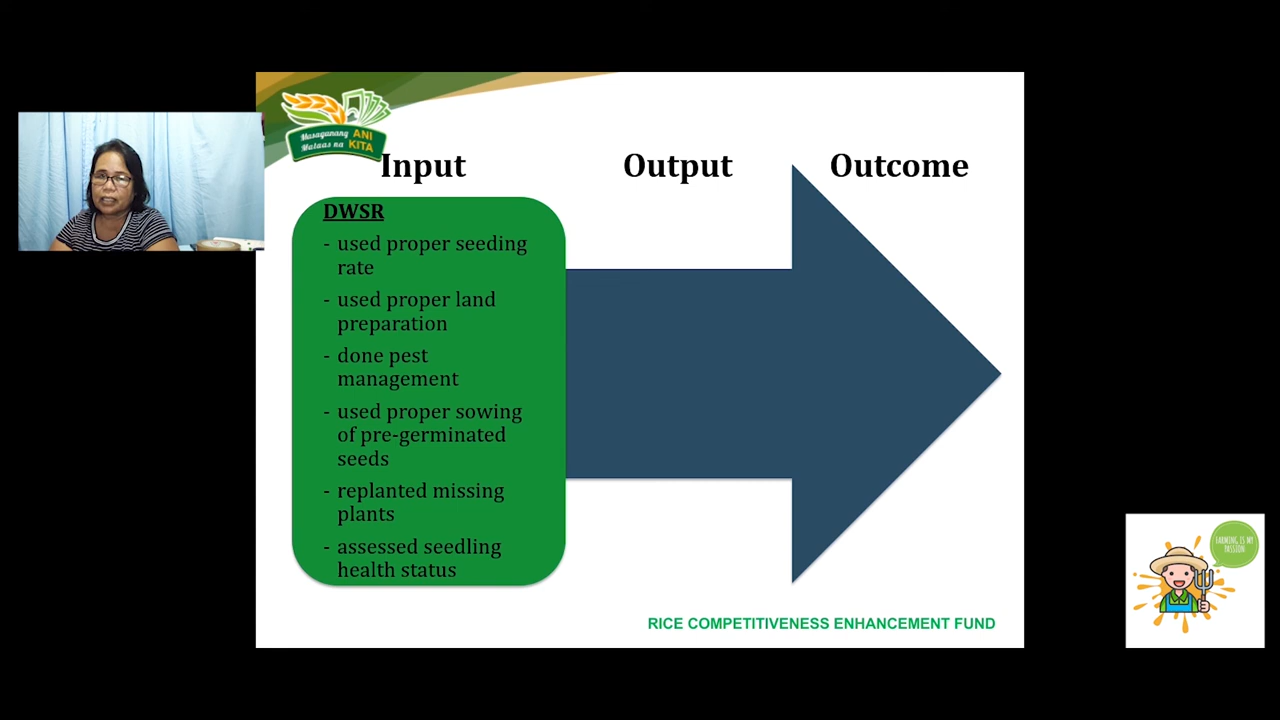 Masaganang ANI
Mataas na KITA
Input
Output
Outcome
DWSR
- used proper seeding
rate
- used proper land
preparation
- done pest
management
- used proper sowing
of pre-germinated
seeds
- replanted missing
plants
- assessed seedling
health status
RICE COMPETITIVENESS ENHANCEMENT FUND
FARMING IS MY
PASSION